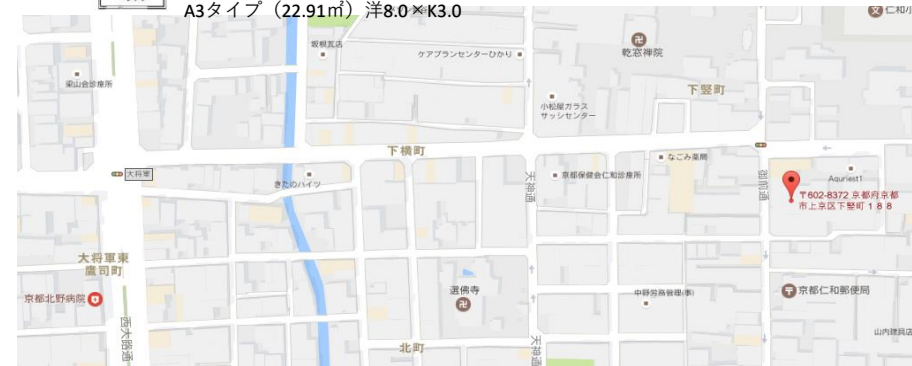 A3タイプ（22.91㎡）洋8.0×K3.0
仁和小
坂根瓦店
ケアプランセンターひかり
乾窓禅院
栄山会診療所
下竪町
小松屋ガラス
サッシセンター
下横町
なごみ薬局
大将軍
きたのハイツ
京都保健会仁和診療所
天神通
御前通
Aquriest1
〒602-8372 京都府京都
市上京区下竪町１８８
大将軍東
鷹司町
京都北野病院
選佛寺
中野労務管理(事)
京都仁和郵便局
西大路通
天神通
山内建具店
北町